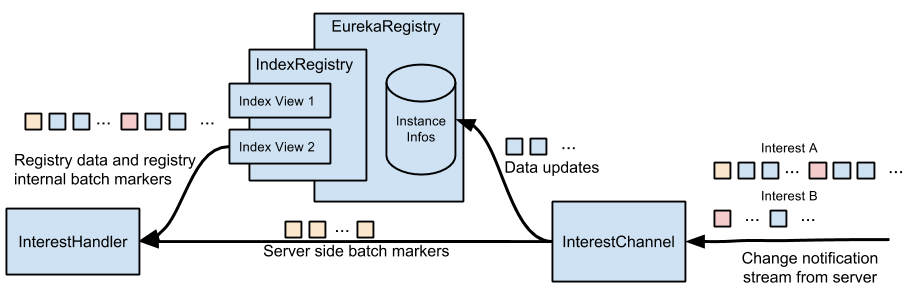 EurekaRegistry
IndexRegistry
Index View 1
Index View 2
Instance
Infos
... ...
Registry data and registry
internal batch markers
...
Data updates
Interest A
... ...
Interest B
... ...
InterestHandler
...
Server side batch markers
InterestChannel
Change notification
stream from server